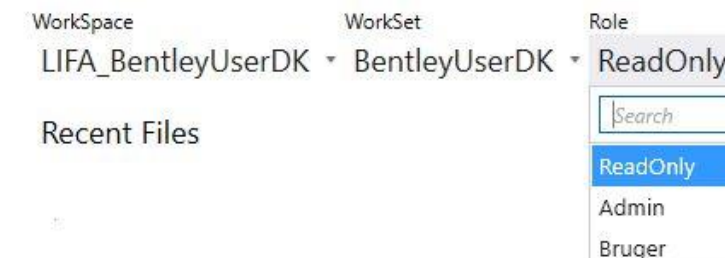 WorkSpace WorkSet Role
LIFA_BentleyUserDK BentleyUserDK ReadOnly
Recent Files
Search
ReadOnly
Admin
Bruger